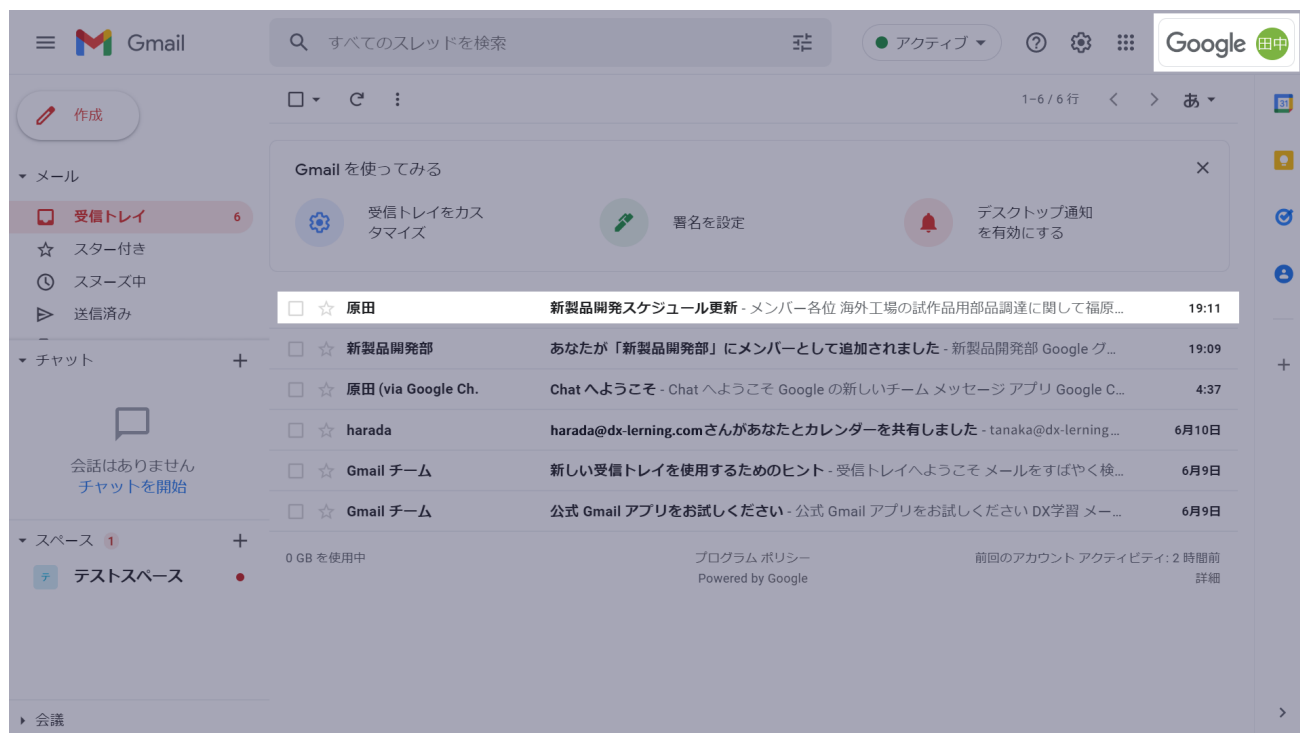 Gmail
すべてのスレッドを検索
アクティブ
Google 田中
作成
1–6 / 6 行
あ
31
メール
受信トレイ 6
スター付き
スヌーズ中
送信済み
チャット
会話はありません
チャットを開始
スペース 1
テ テストスペース
会議
Gmail を使ってみる
受信トレイをカス
タマイズ
署名を設定
デスクトップ通知
を有効にする
原田 新製品開発スケジュール更新 - メンバー各位 海外工場の試作品用部品調達に関して福原… 19:11
新製品開発部 あなたが「新製品開発部」にメンバーとして追加されました - 新製品開発部 Google グ… 19:09
原田 (via Google Ch. Chat へようこそ - Chat へようこそ Google の新しいチーム メッセージ アプリ Google C… 4:37
harada harada@dx-lerning.comさんがあなたとカレンダーを共有しました - tanaka@dx-lerning… 6月10日
Gmail チーム 新しい受信トレイを使用するためのヒント - 受信トレイへようこそ メールをすばやく検… 6月9日
Gmail チーム 公式 Gmail アプリをお試しください - 公式 Gmail アプリをお試しください DX学習 メー… 6月9日
0 GB を使用中
プログラム ポリシー
Powered by Google
前回のアカウント アクティビティ: 2 時間前
詳細